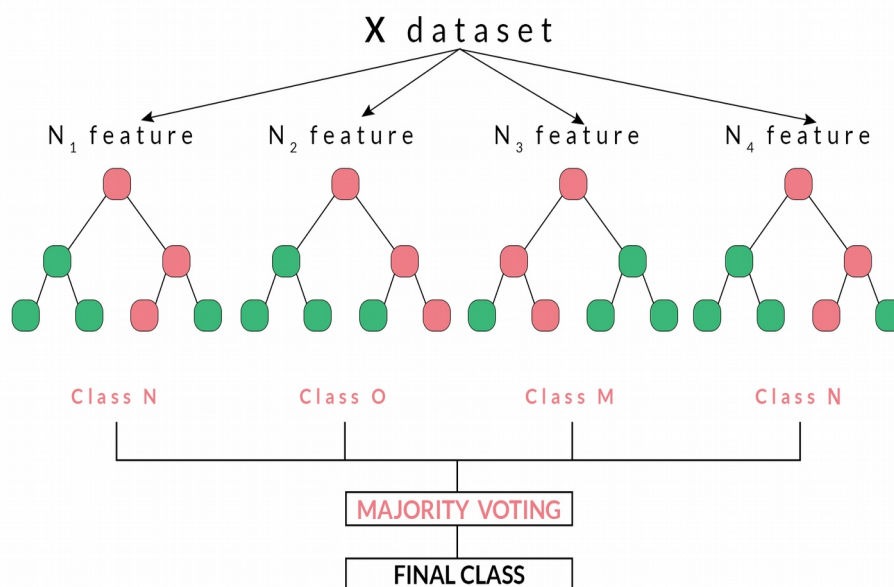 X dataset
N1 feature
N2 feature
N3 feature
N4 feature
Class N
Class O
Class M
Class N
MAJORITY VOTING
FINAL CLASS